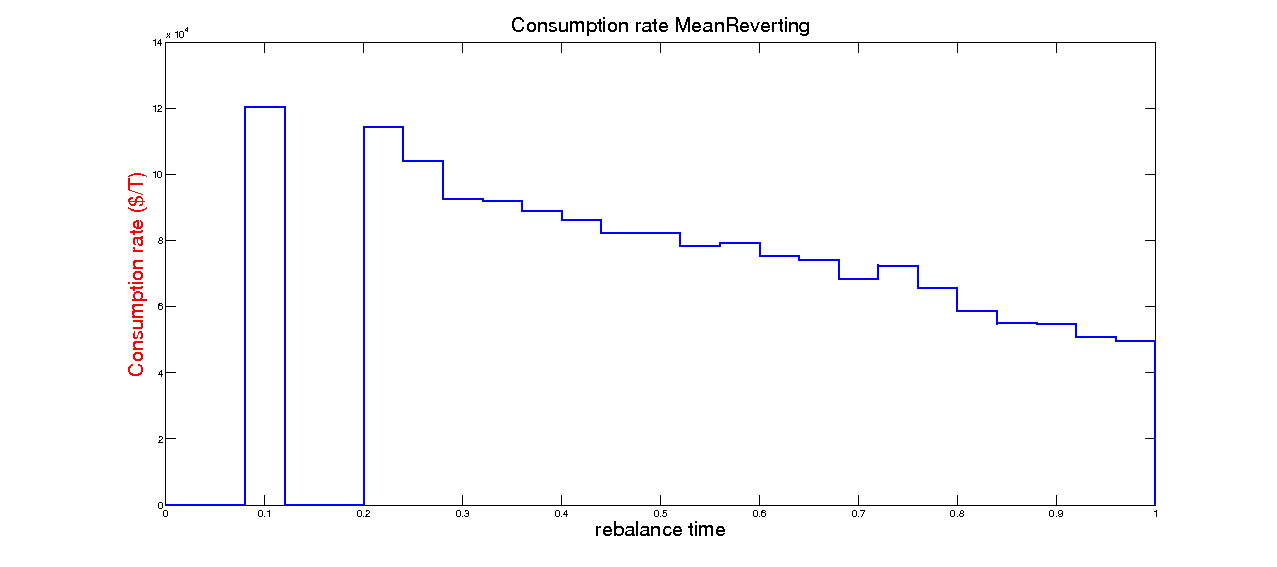 Consumption rate MeanReverting
x 10^4
14
12
10
8
6
4
2
0
Consumption rate ($/T)
0 0.1 0.2 0.3 0.4 0.5 0.6 0.7 0.8 0.9 1
rebalance time